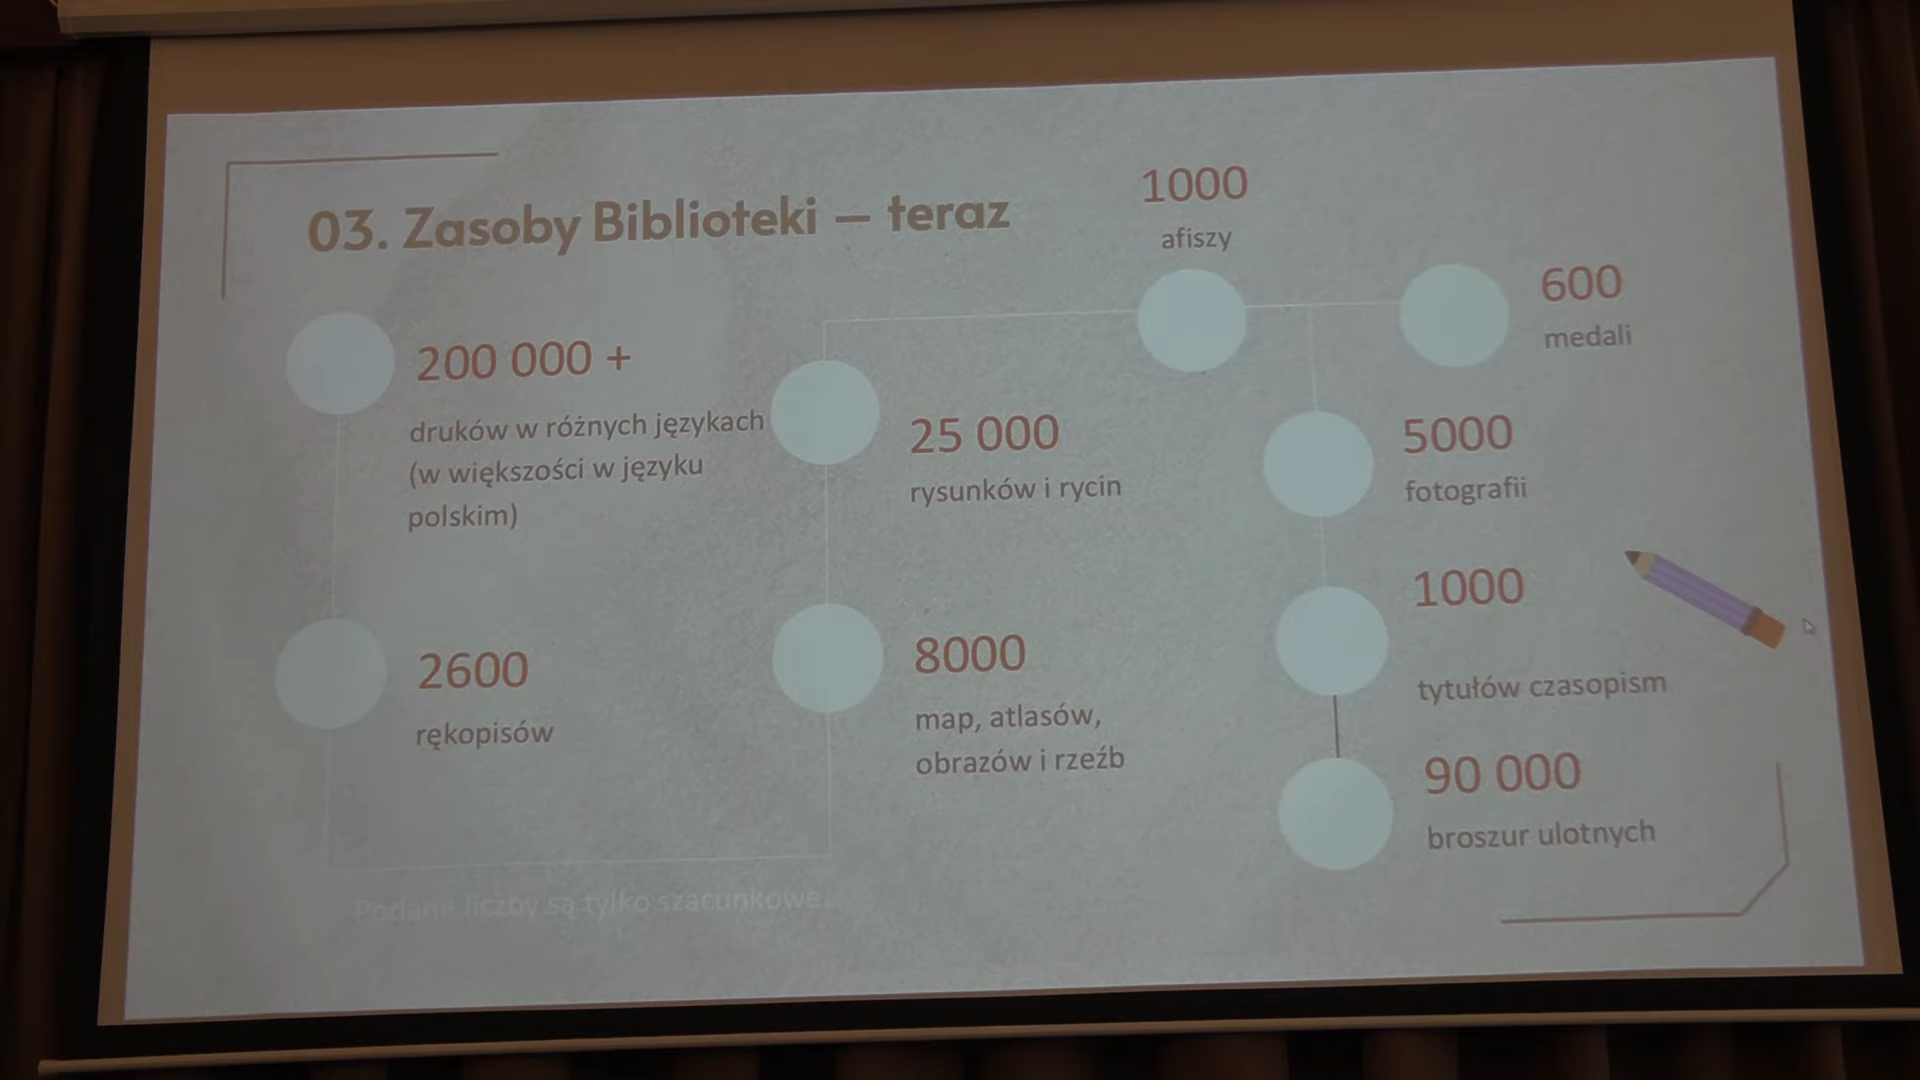 03. Zasoby Biblioteki – teraz
200 000 +
druków w różnych językach
(w większości w języku
polskim)
2600
rękopisów
25 000
rysunków i rycin
8000
map, atlasów,
obrazów i rzeźb
1000
afiszy
600
medali
5000
fotografii
1000
tytułów czasopism
90 000
broszur ulotnych
Podane liczby są tylko szacunkowe.